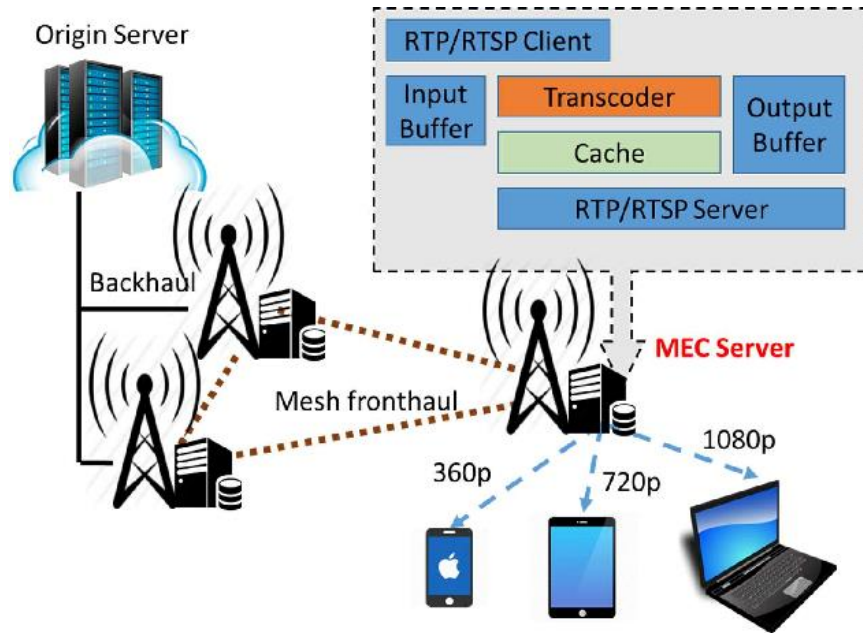 Origin Server
RTP/RTSP Client
Input
Buffer
Transcoder
Cache
Output
Buffer
RTP/RTSP Server
Backhaul
MEC Server
Mesh fronthaul
360p
720p
1080p